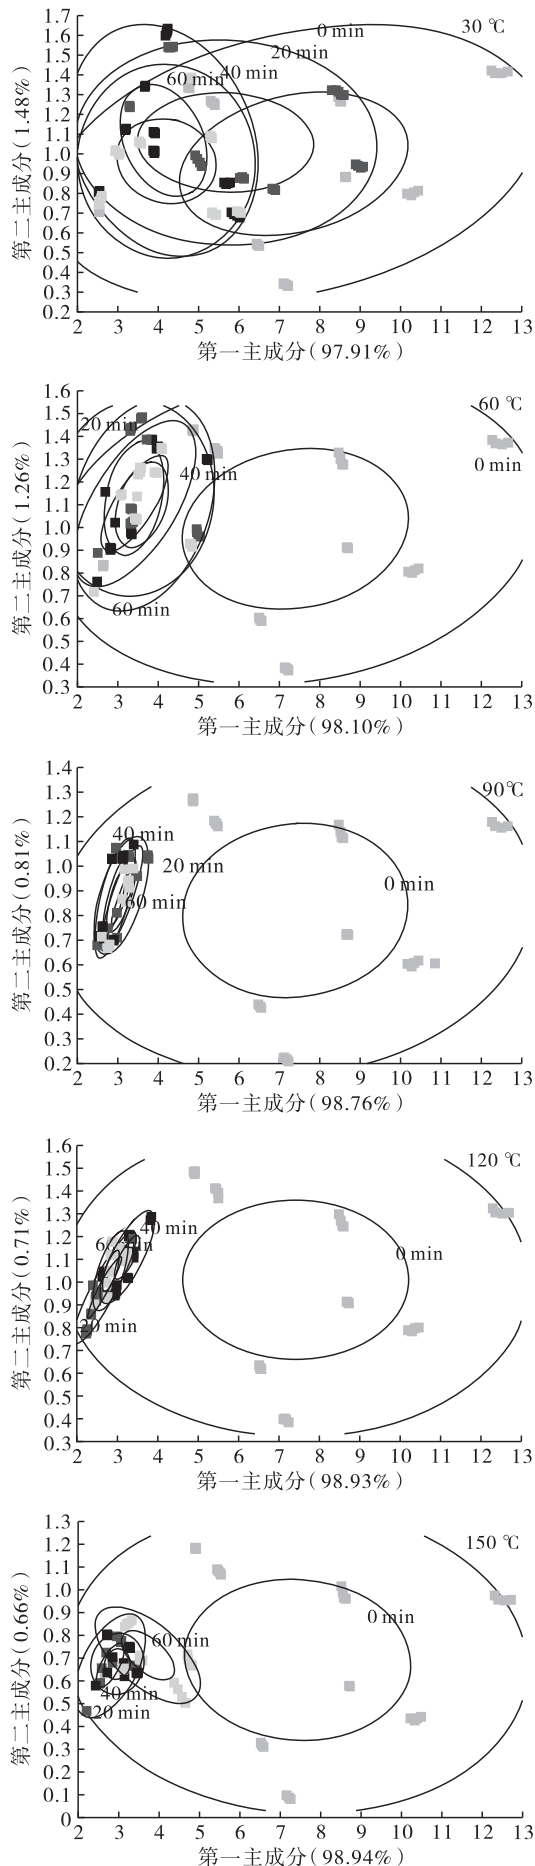 1.7
1.6
1.5
1.4
1.3
1.2
1.1
1.0
0.9
0.8
0.7
0.6
0.5
0.4
0.3
0.2
第二主成分(1.48%)
0 min
30 ℃
20 min
60 min
40 min
2 3 4 5 6 7 8 9 10 11 12 13
第一主成分(97.91%)
1.6
1.5
1.4
1.3
1.2
1.1
1.0
0.9
0.8
0.7
0.6
0.5
0.4
0.3
第二主成分(1.26%)
60 ℃
20 min
0 min
40 min
60 min
2 3 4 5 6 7 8 9 10 11 12 13
第一主成分(98.10%)
1.4
1.3
1.2
1.1
1.0
0.9
0.8
0.7
0.6
0.5
0.4
0.3
0.2
第二主成分(0.81%)
90℃
40 min
20 min
0 min
60 min
2 3 4 5 6 7 8 9 10 11 12 13
第一主成分(98.76%)
1.6
1.5
1.4
1.3
1.2
1.1
1.0
0.9
0.8
0.7
0.6
0.5
0.4
0.3
第二主成分(0.71%)
120 ℃
40 min
60 min
0 min
20 min
2 3 4 5 6 7 8 9 10 11 12 13
第一主成分(98.93%)
1.3
1.2
1.1
1.0
0.9
0.8
0.7
0.6
0.5
0.4
0.3
0.2
0.1
0
第二主成分(0.66%)
150 ℃
0 min
60 min
40 min
20 min
2 3 4 5 6 7 8 9 10 11 12 13
第一主成分(98.94%)